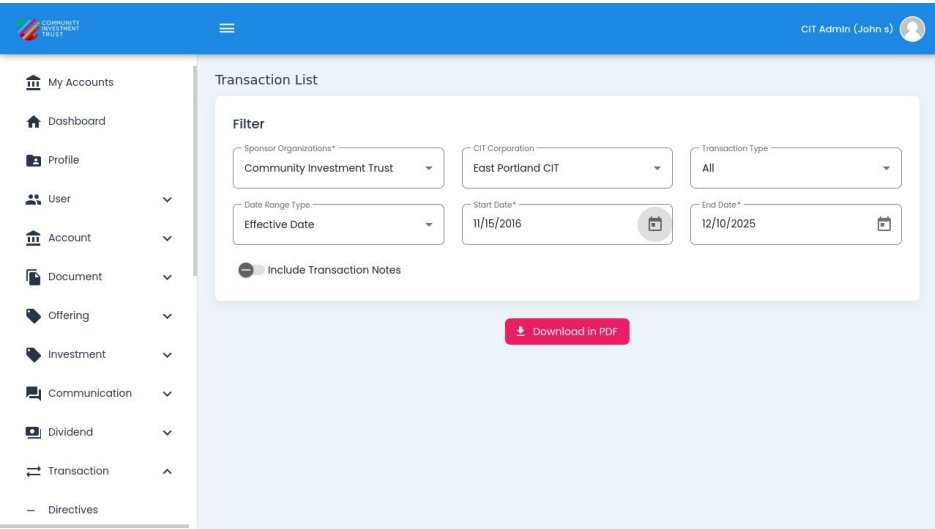 COMMUNITY
INVESTMENT
TRUST
CIT Admin (John s)
My Accounts
Dashboard
Profile
User
Account
Document
Offering
Investment
Communication
Dividend
Transaction
– Directives
Transaction List
Filter
Sponsor Organizations*
Community Investment Trust
CIT Corporation
East Portland CIT
Transaction Type
All
Date Range Type
Effective Date
Start Date*
11/15/2016
End Date*
12/10/2025
Include Transaction Notes
Download in PDF